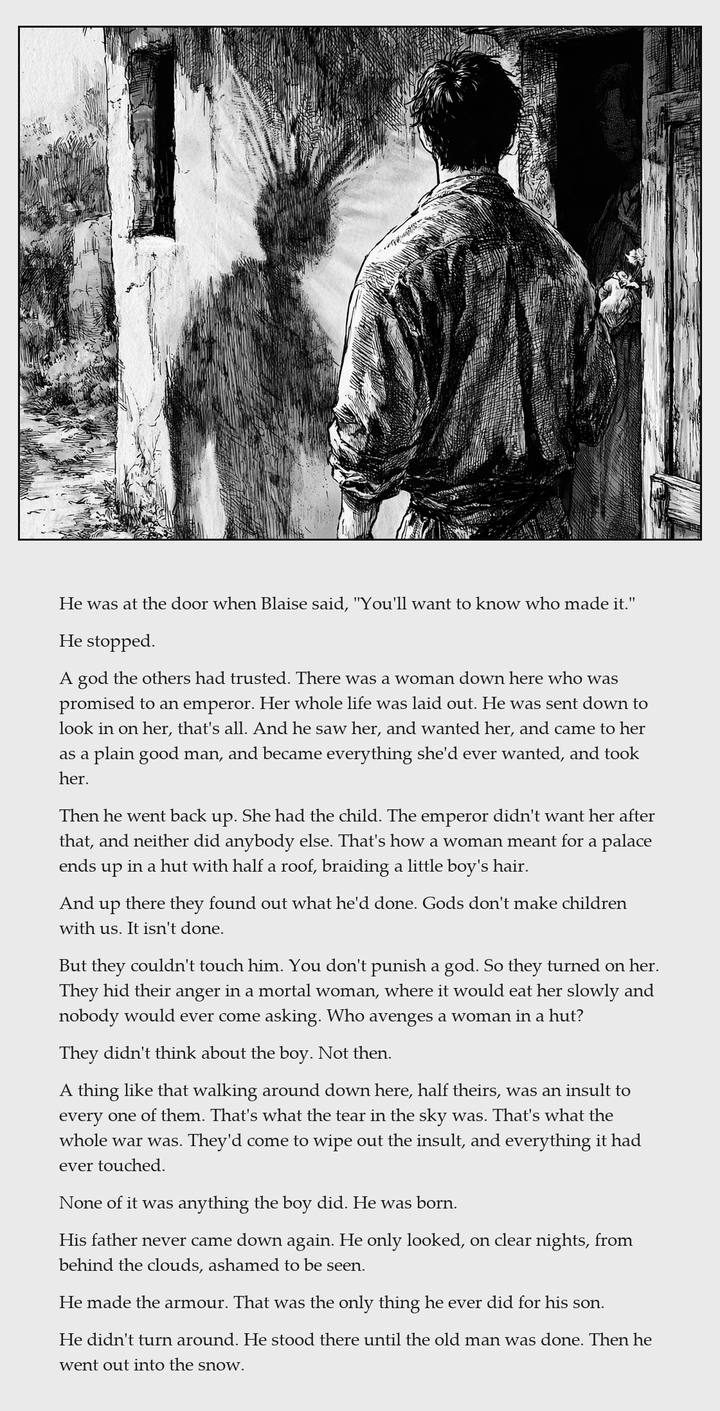 He was at the door when Blaise said, "You'll want to know who made it."
He stopped.
A god the others had trusted. There was a woman down here who was
promised to an emperor. Her whole life was laid out. He was sent down to
look in on her, that's all. And he saw her, and wanted her, and came to her
as a plain good man, and became everything she'd ever wanted, and took
her.
Then he went back up. She had the child. The emperor didn't want her after
that, and neither did anybody else. That's how a woman meant for a palace
ends up in a hut with half a roof, braiding a little boy's hair.
And up there they found out what he'd done. Gods don't make children
with us. It isn't done.
But they couldn't touch him. You don't punish a god. So they turned on her.
They hid their anger in a mortal woman, where it would eat her slowly and
nobody would ever come asking. Who avenges a woman in a hut?
They didn't think about the boy. Not then.
A thing like that walking around down here, half theirs, was an insult to
every one of them. That's what the tear in the sky was. That's what the
whole war was. They'd come to wipe out the insult, and everything it had
ever touched.
None of it was anything the boy did. He was born.
His father never came down again. He only looked, on clear nights, from
behind the clouds, ashamed to be seen.
He made the armour. That was the only thing he ever did for his son.
He didn't turn around. He stood there until the old man was done. Then he
went out into the snow.